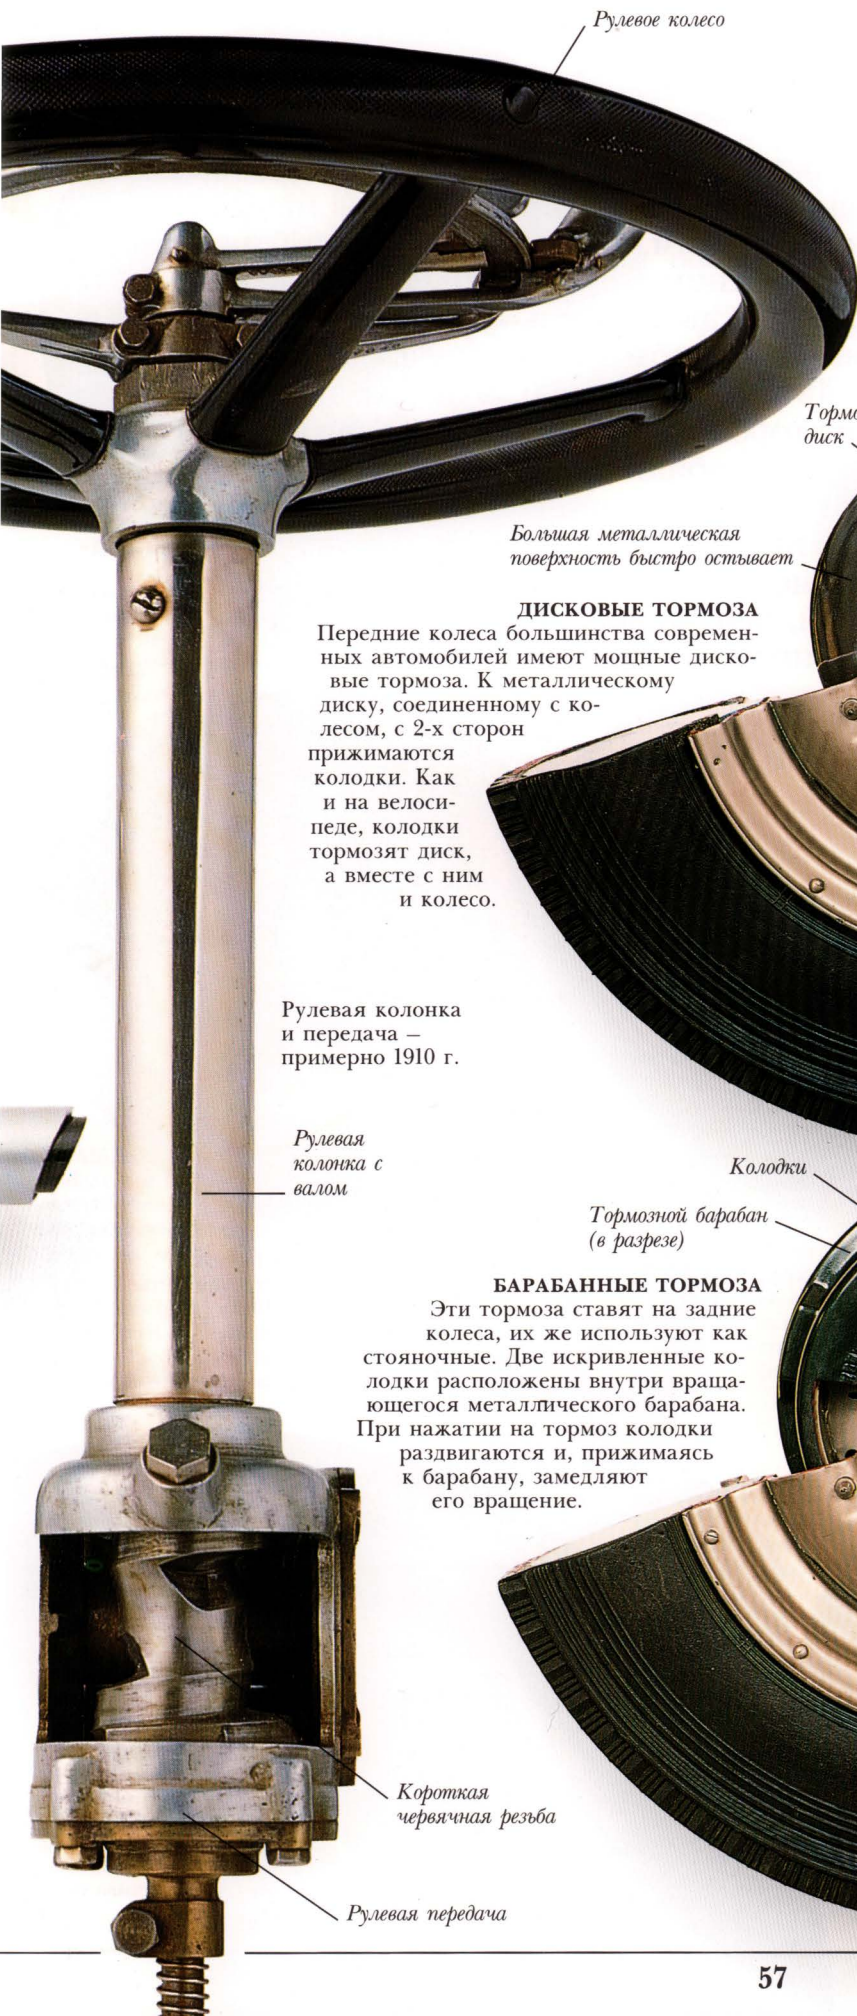 Рулевое колесо
диск
Большая металлическая
поверхность быстро остывает
ДИСКОВЫЕ ТОРМОЗА
Передние колеса большинства современ-
ных автомобилей имеют мощные диско-
вые тормоза. К металлическому
диску, соединенному с ко-
лесом, с 2-х сторон
прижимаются
колодки. Как
и на велоси-
педе, колодки
тормозят диск,
а вместе с ним
и колесо.
Рулевая колонка
и передача –
примерно 1910 г.
Рулевая
колонка с
валом
Колодки
Тормозной барабан
(в разрезе)
БАРАБАННЫЕ ТОРМОЗА
Эти тормоза ставят на задние
колеса, их же используют как
стояночные. Две искривленные ко-
лодки расположены внутри враща-
ющегося металлического барабана.
При нажатии на тормоз колодки
раздвигаются и, прижимаясь
к барабану, замедляют
его вращение.
Короткая
червячная резьба
Рулевая передача
57